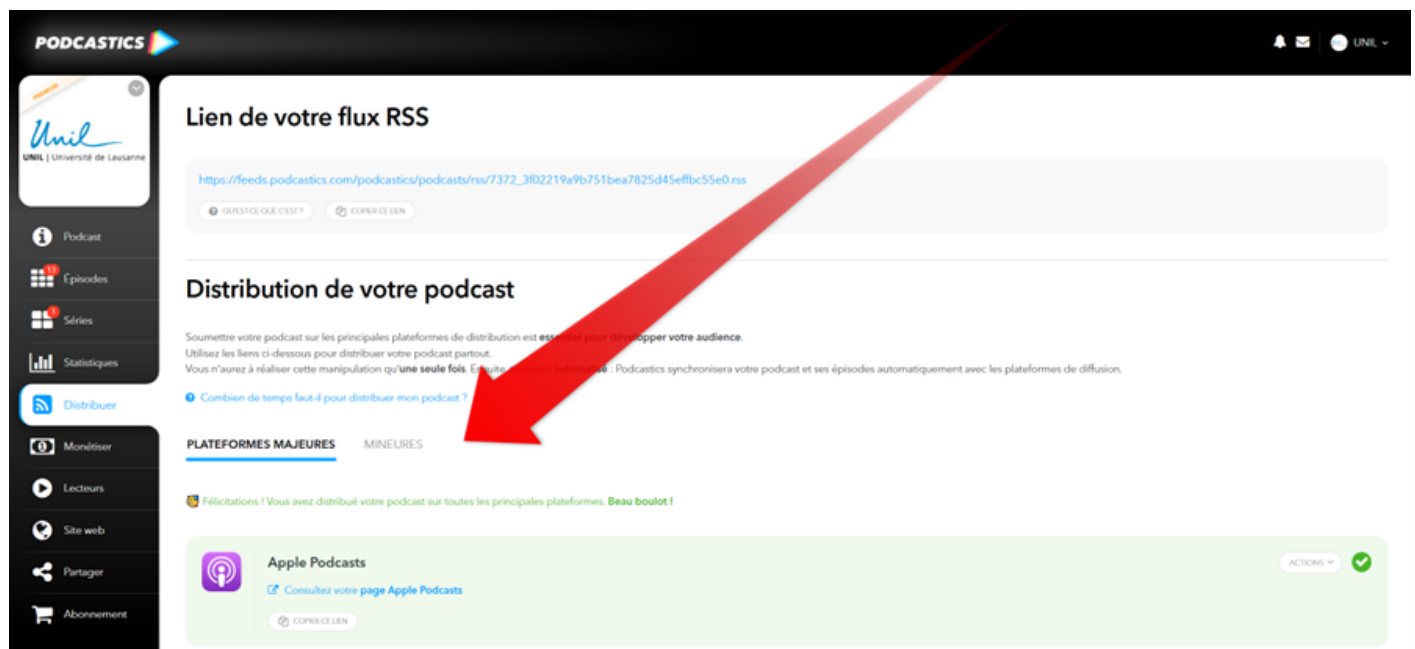 PODCASTICS
UNIL
PREMIUM
Unil
UNIL | Université de Lausanne
Podcast
13
Épisodes
1
Séries
Statistiques
Distribuer
Monétiser
Lecteurs
Site web
Partager
Abonnement
Lien de votre flux RSS
https://feeds.podcastics.com/podcastics/podcasts/rss/7372_3f02219a9b751bea7825d45effbc55e0.rss
QU'EST-CE QUE C'EST ?
COPIER CE LIEN
Distribution de votre podcast
Soumettre votre podcast sur les principales plateformes de distribution est essentiel pour développer votre audience.
Utilisez les liens ci-dessous pour distribuer votre podcast partout.
Vous n'aurez à réaliser cette manipulation qu'une seule fois. Ensuite, : Podcastics synchronisera votre podcast et ses épisodes automatiquement avec les plateformes de diffusion.
Combien de temps faut-il pour distribuer mon podcast ?
PLATEFORMES MAJEURES MINEURES
Félicitations ! Vous avez distribué votre podcast sur toutes les principales plateformes. Beau boulot !
Apple Podcasts
ACTIONS
Consultez votre page Apple Podcasts
COPIER CE LIEN